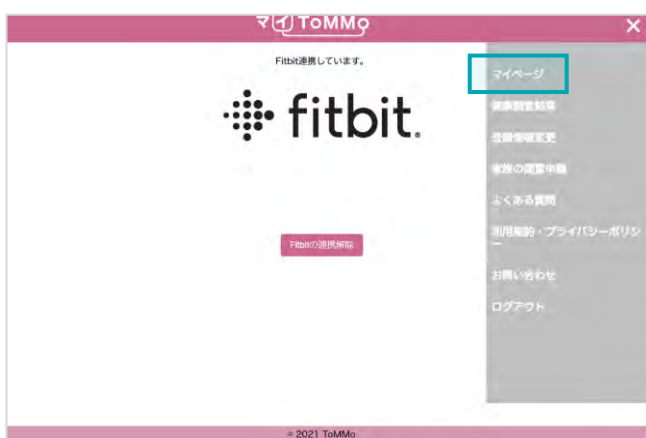 マイToMMo
×
Fitbit連携しています。
fitbit.
Fitbitの連携解除
マイページ
健康調査結果
登録情報変更
家族の閲覧申請
よくある質問
利用規約・プライバシーポリシ
ー
お問い合わせ
ログアウト
© 2021 ToMMo